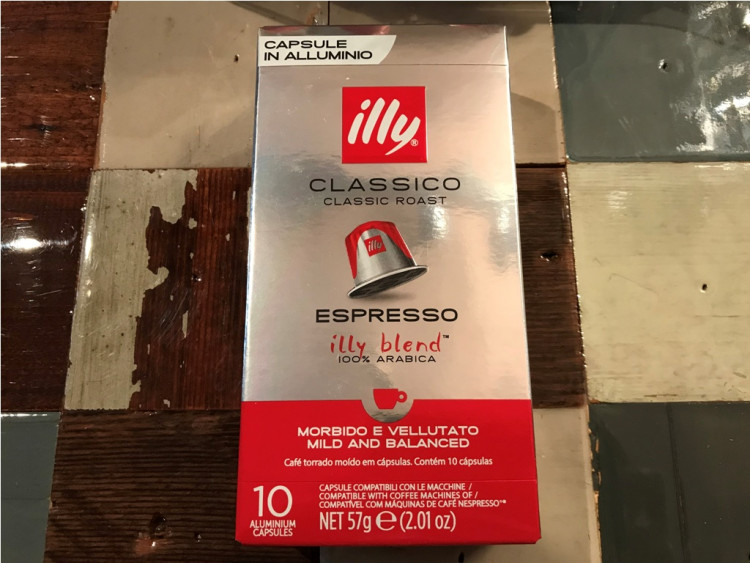 CAPSULE
IN ALLUMINIO
illy®
CLASSICO
CLASSIC ROAST
illy
ESPRESSO
illy blend™
100% ARABICA
MORBIDO E VELLUTATO
MILD AND BALANCED
Café torrado moído em cápsulas. Contém 10 cápsulas
10
ALUMINIUM
CAPSULES
CAPSULE COMPATIBILI CON LE MACCHINE /
COMPATIBLE WITH COFFEE MACHINES OF /
COMPATÍVEL COM MÁQUINAS DE CAFÉ NESPRESSO®*
NET 57g ℮ (2.01 oz)